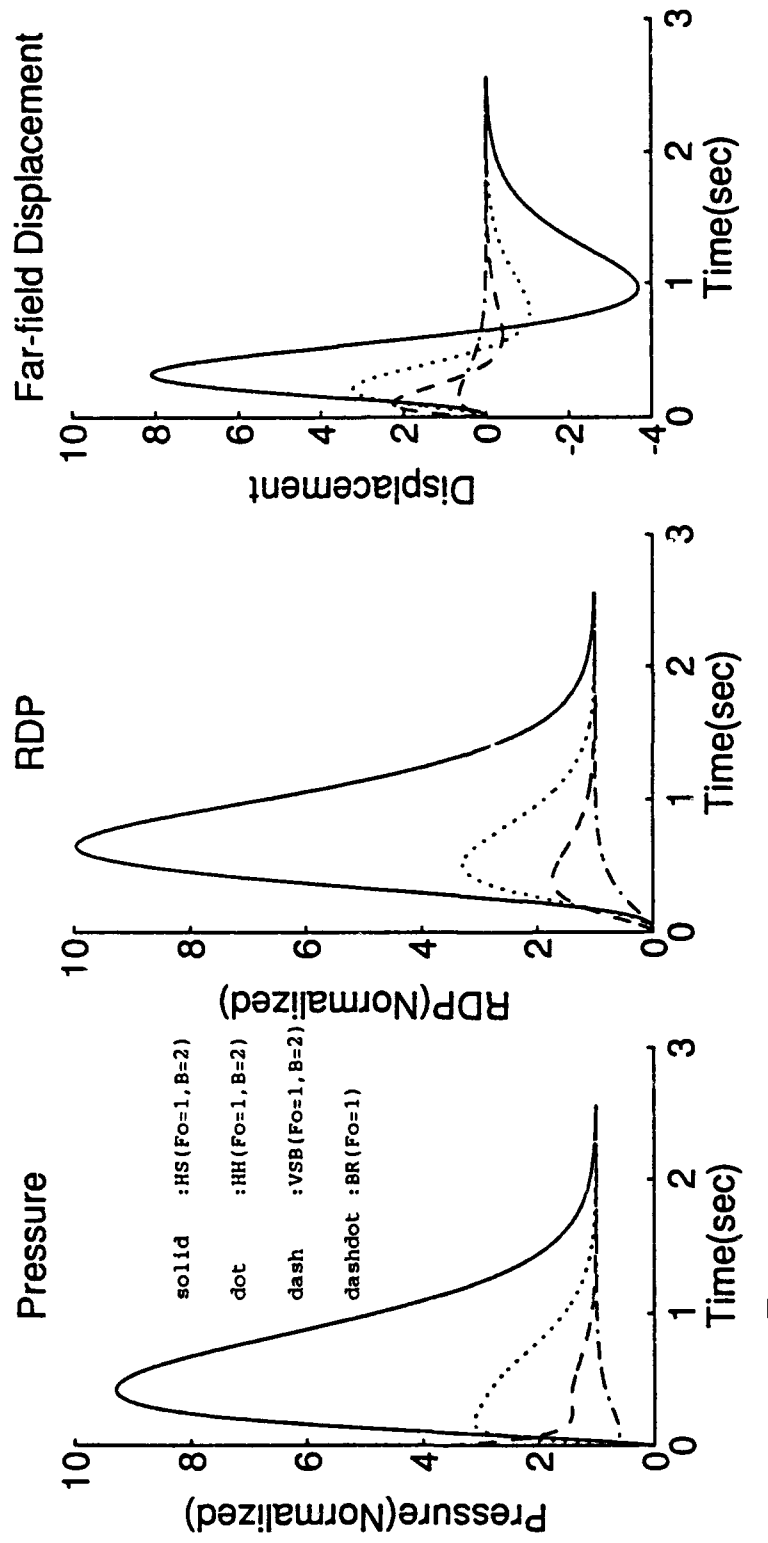 Pressure
Pressure(Normalized)
10
8
6
4
2
0
0 1 2 3
Time(sec)
solid :HS(Fo=1,B=2)
dot :HH(Fo=1,B=2)
dash :VSB(Fo=1,B=2)
dashdot :BR(Fo=1)
RDP
RDP(Normalized)
10
8
6
4
2
0
0 1 2 3
Time(sec)
Far-field Displacement
Displacement
10
8
6
4
2
0
-2
-4
0 1 2 3
Time(sec)